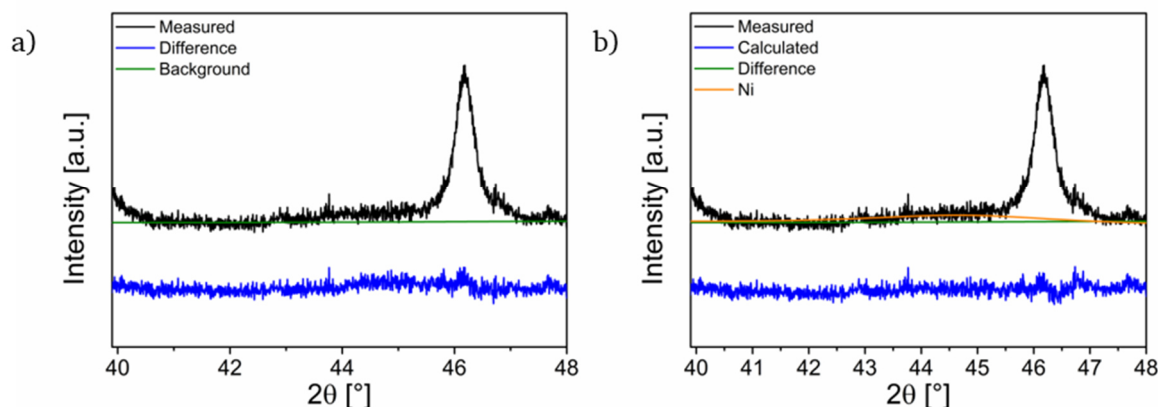 a)
Measured
Difference
Background
Intensity [a.u.]
40 42 44 46 48
2θ [°]
b)
Measured
Calculated
Difference
Ni
Intensity [a.u.]
40 41 42 43 44 45 46 47 48
2θ [°]